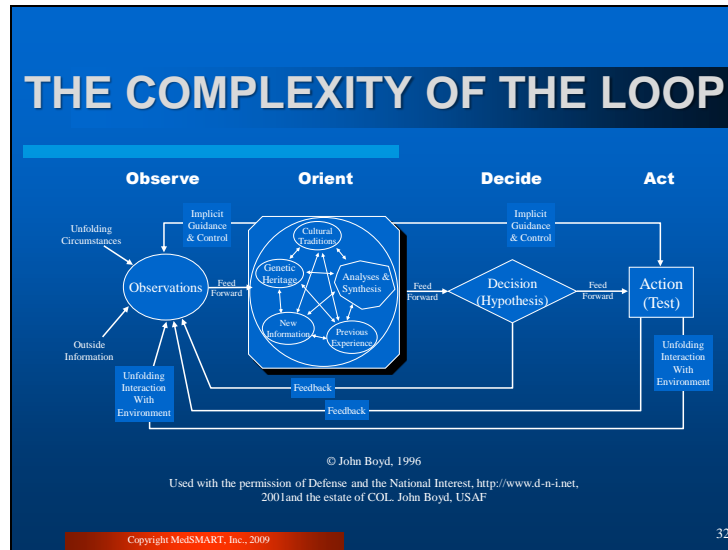 THE COMPLEXITY OF THE LOOP
Observe
Orient
Decide
Act
Implicit
Guidance
& Control
Implicit
Guidance
& Control
Unfolding
Circumstances
Cultural
Traditions
Genetic
Heritage
Analyses &
Synthesis
New
Information
Previous
Experience
Observations
Feed
Forward
Feed
Forward
Decision
(Hypothesis)
Feed
Forward
Action
(Test)
Outside
Information
Unfolding
Interaction
With
Environment
Feedback
Feedback
Unfolding
Interaction
With
Environment
© John Boyd, 1996
Used with the permission of Defense and the National Interest, http://www.d-n-i.net,
2001and the estate of COL. John Boyd, USAF
Copyright MedSMART, Inc., 2009
32